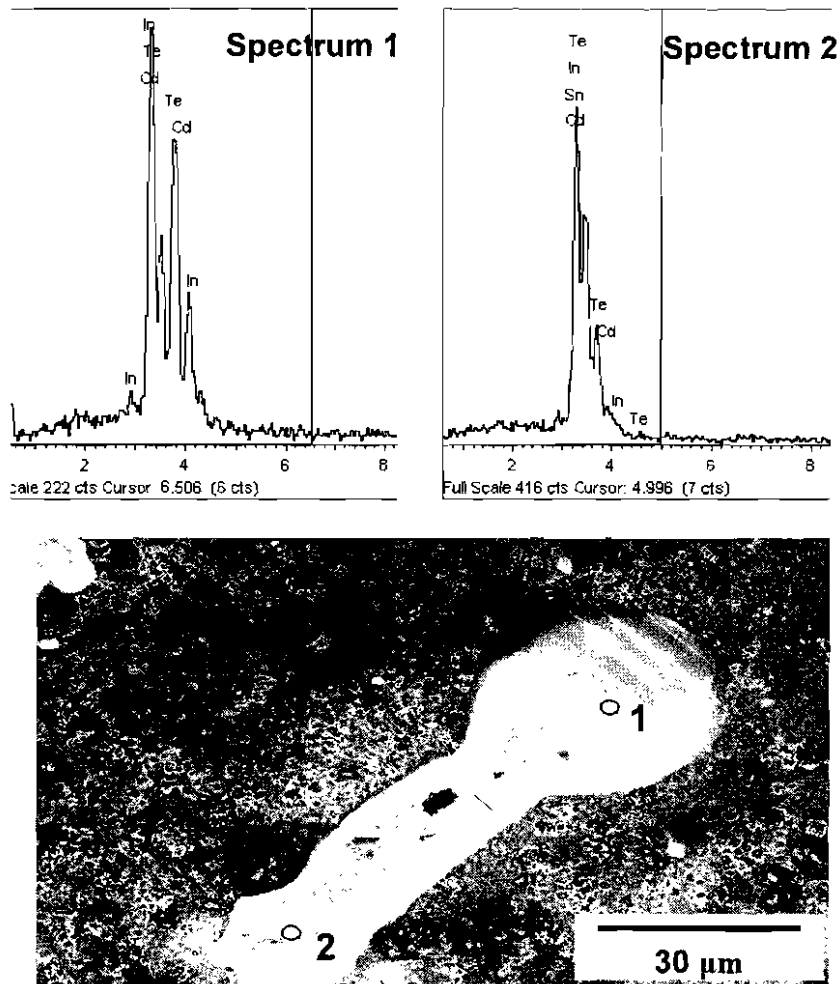 Spectrum 1
In
Te
Cd
Te
Cd
In
In
2 4 6 8
cale 222 cts Cursor 6.506 (6 cts)
Spectrum 2
Te
In
Sn
Cd
Te
Cd
In
Te
2 4 6 8
Full Scale 416 cts Cursor: 4.996 (7 cts)
1
2
30 µm